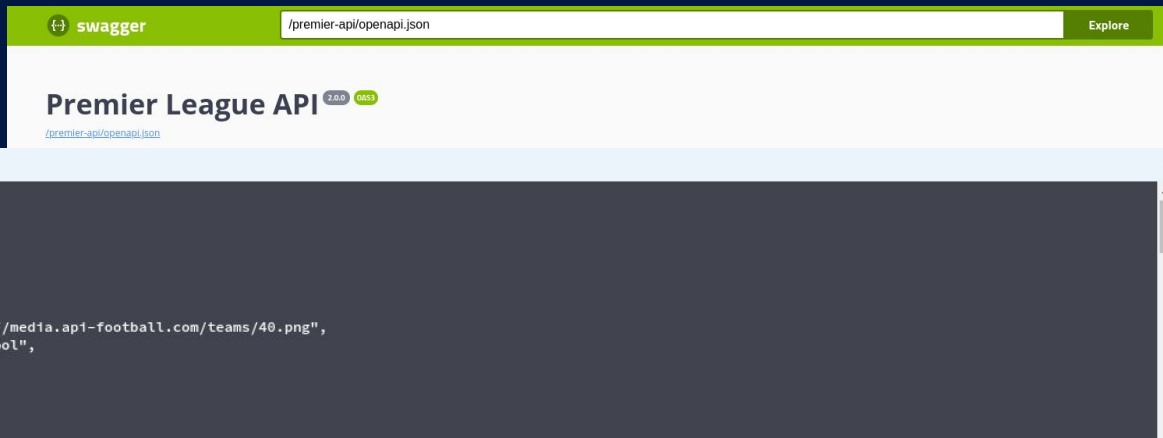 swagger
/premier-api/openapi.json
Explore
Premier League API 2.0.0 OAS3
/premier-api/openapi.json
/media.api-football.com/teams/40.png",
ol",